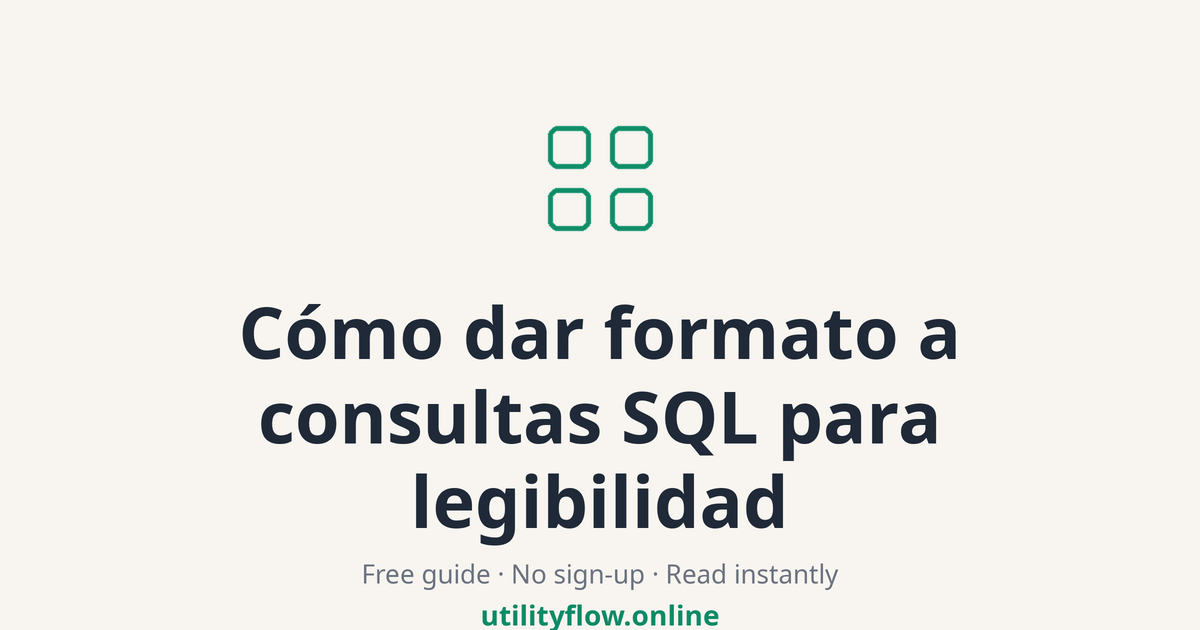 Cómo dar formato a
consultas SQL para
legibilidad
Free guide · No sign-up · Read instantly
utilityflow.online